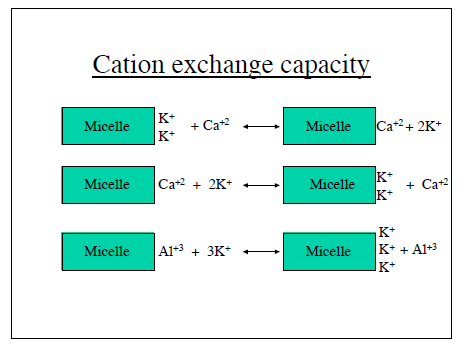 Cation exchange capacity
Micelle K⁺ K⁺ + Ca⁺² ⟷ Micelle Ca⁺² + 2K⁺
Micelle Ca⁺² + 2K⁺ ⟷ Micelle K⁺ K⁺ + Ca⁺²
Micelle Al⁺³ + 3K⁺ ⟷ Micelle K⁺ K⁺ K⁺ + Al⁺³